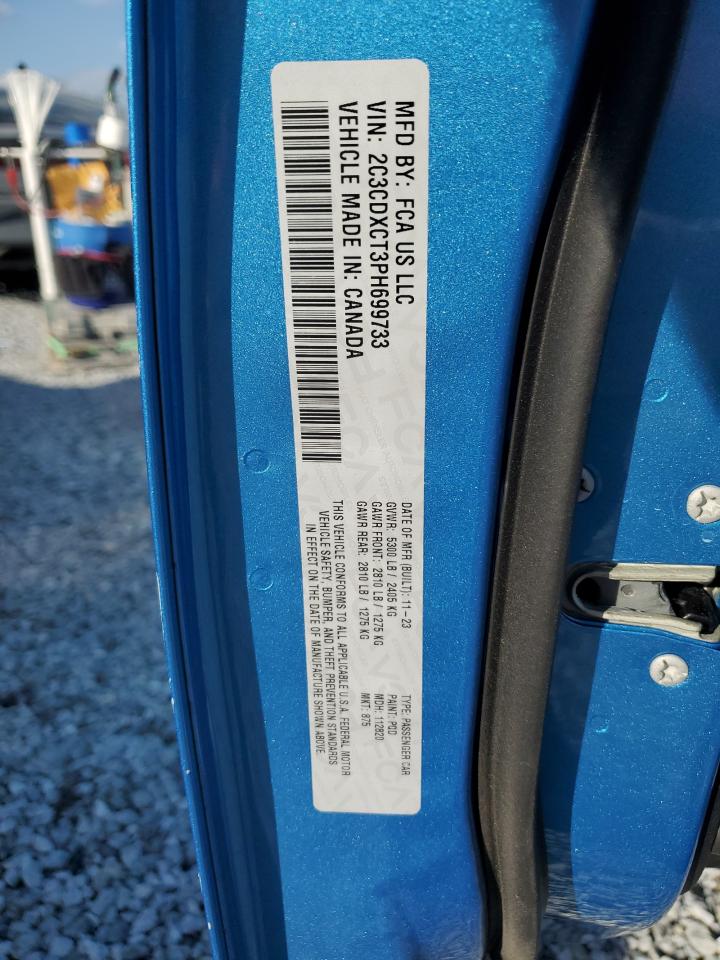 MFD BY: FCA US LLC
VIN: 2C3CDXCT3PH699733
VEHICLE MADE IN: CANADA
DATE OF MFR (BUILT): 11-23
GVWR: 5300 LB / 2405 KG
GAWR FRONT: 2810 LB / 1275 KG
GAWR REAR: 2810 LB / 1275 KG
THIS VEHICLE CONFORMS TO ALL APPLICABLE U.S.A. FEDERAL MOTOR
VEHICLE SAFETY, BUMPER, AND THEFT PREVENTION STANDARDS
IN EFFECT ON THE DATE OF MANUFACTURE SHOWN ABOVE.
TYPE: PASSENGER CAR
PAINT: PQD
MDH: 112820
MKT: 875
FCA